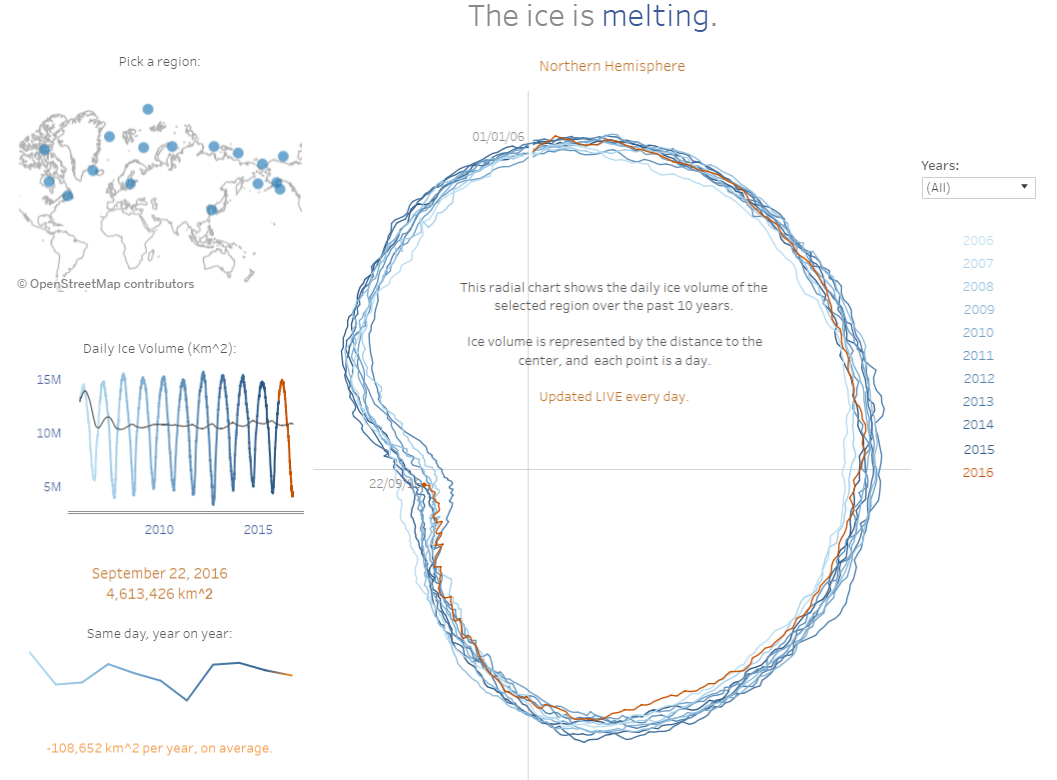 The ice is melting.
Pick a region:
© OpenStreetMap contributors
Daily Ice Volume (Km^2):
15M
10M
5M
2010
2015
September 22, 2016
4,613,426 km^2
Same day, year on year:
-108,652 km^2 per year, on average.
Northern Hemisphere
01/01/06
This radial chart shows the daily ice volume of the
selected region over the past 10 years.
Ice volume is represented by the distance to the
center, and each point is a day.
Updated LIVE every day.
Years:
(All)
2006
2007
2008
2009
2010
2011
2012
2013
2014
2015
2016